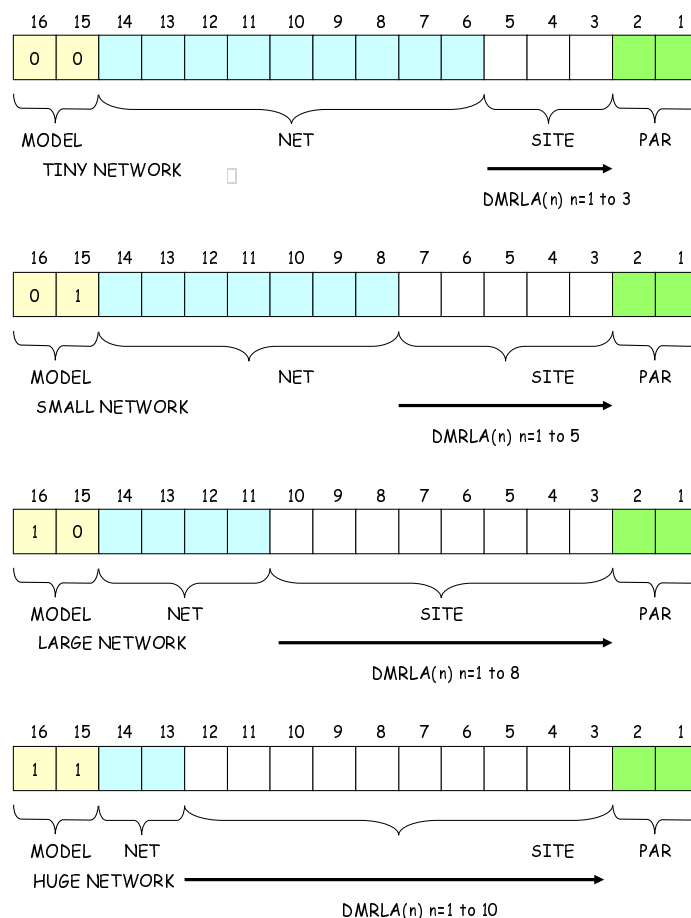 16 15 14 13 12 11 10 9 8 7 6 5 4 3 2 1
0 0
MODEL NET SITE PAR
TINY NETWORK
DMRLA(n) n=1 to 3
16 15 14 13 12 11 10 9 8 7 6 5 4 3 2 1
0 1
MODEL NET SITE PAR
SMALL NETWORK
DMRLA(n) n=1 to 5
16 15 14 13 12 11 10 9 8 7 6 5 4 3 2 1
1 0
MODEL NET SITE PAR
LARGE NETWORK
DMRLA(n) n=1 to 8
16 15 14 13 12 11 10 9 8 7 6 5 4 3 2 1
1 1
MODEL NET SITE PAR
HUGE NETWORK
DMRLA(n) n=1 to 10